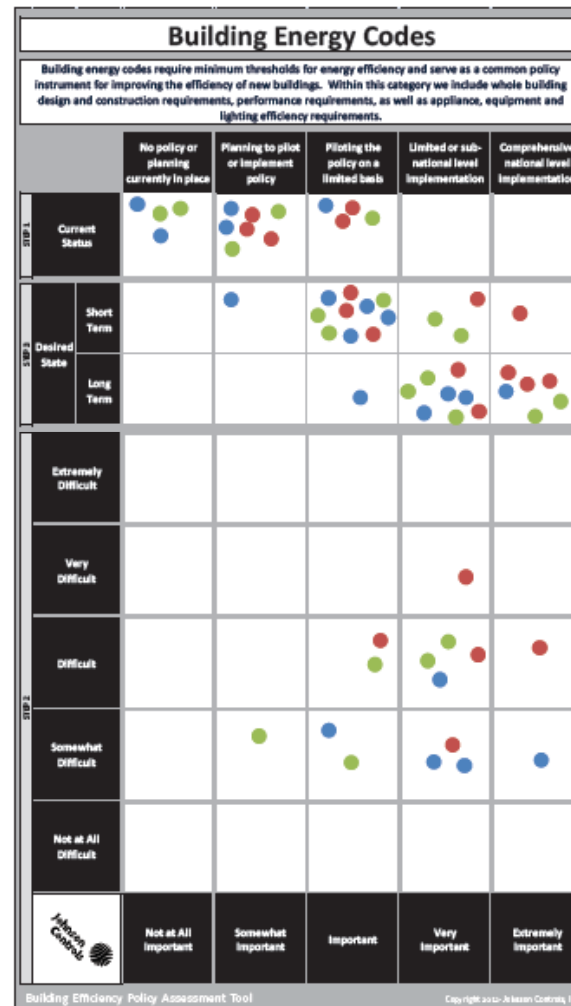 Building Energy Codes
Building energy codes require minimum thresholds for energy efficiency and serve as a common policy
instrument for improving the efficiency of new buildings. Within this category we include whole building
design and construction requirements, performance requirements, as well as appliance, equipment and
lighting efficiency requirements.
No policy or
planning
currently in place
Planning to pilot
or implement
policy
Piloting the
policy on a
limited basis
Limited or sub-
national level
implementation
Comprehensive
national level
implementation
STEP 1
Current
Status
STEP 3
Desired
State
Short
Term
Long
Term
STEP 2
Extremely
Difficult
Very
Difficult
Difficult
Somewhat
Difficult
Not at All
Difficult
Johnson
Controls
Not at All
Important
Somewhat
Important
Important
Very
Important
Extremely
Important
Building Efficiency Policy Assessment Tool
Copyright 2012- Johnson Controls,